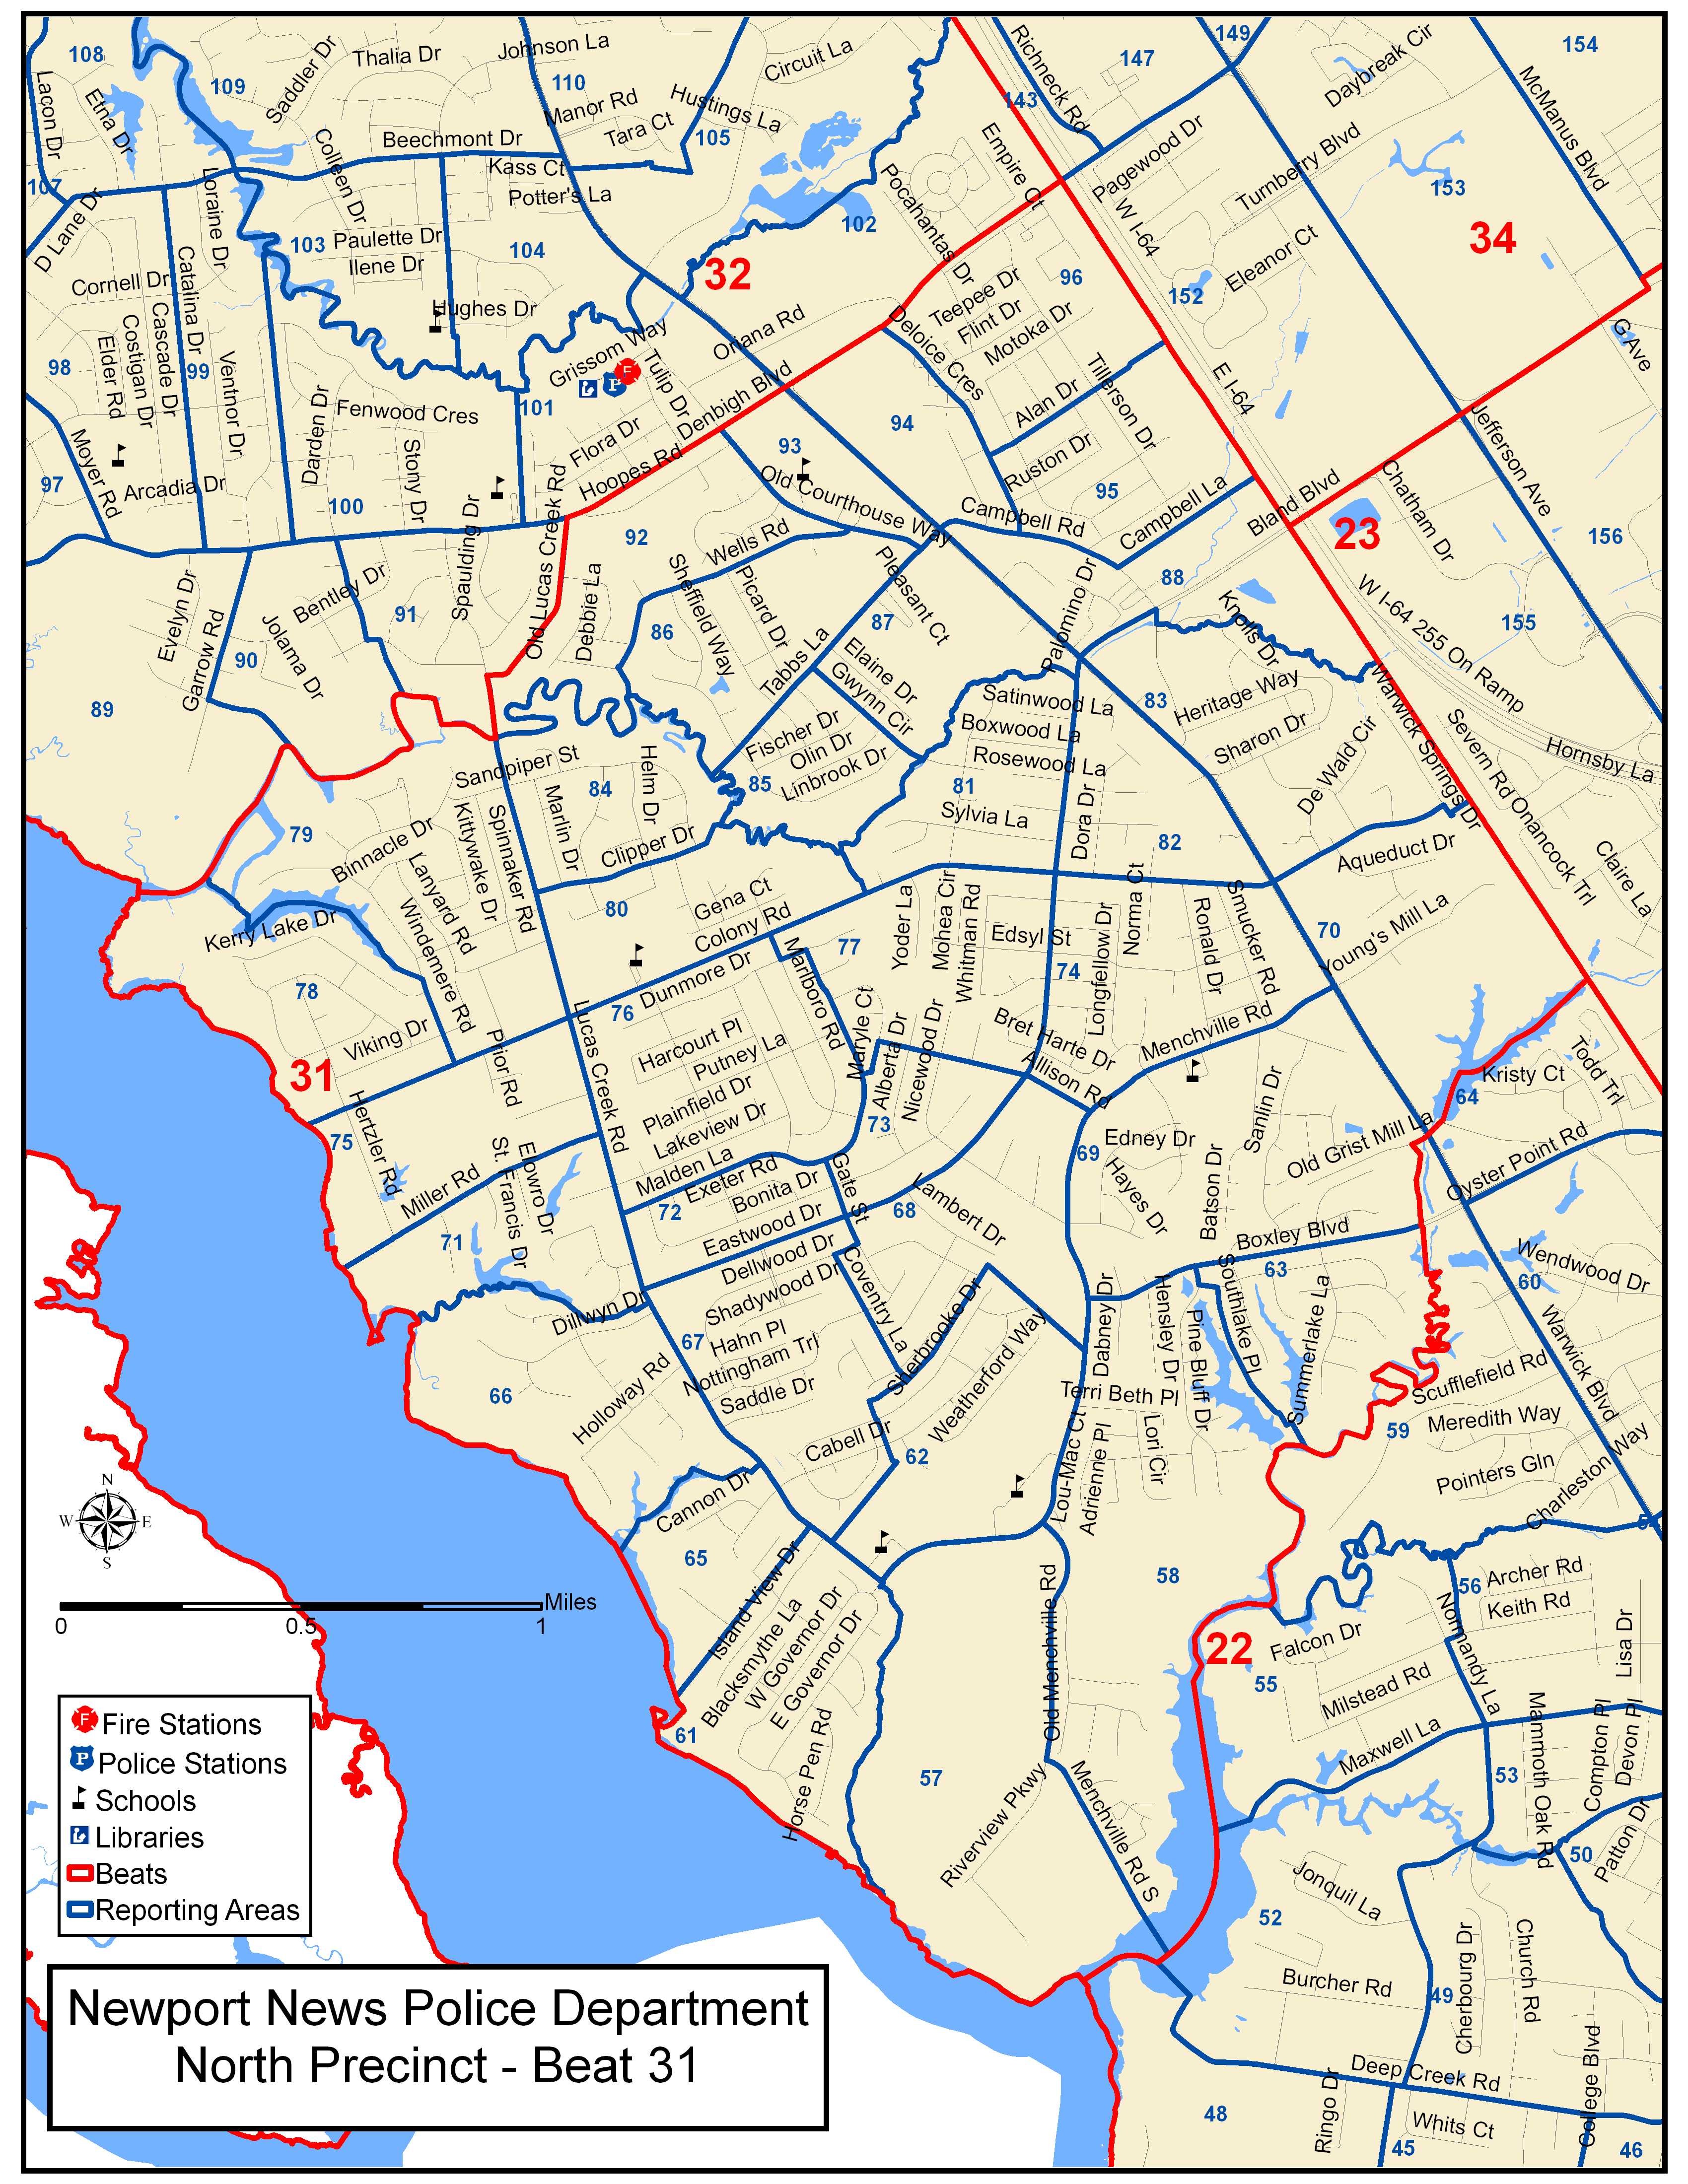 108
109
Saddler Dr
Thalia Dr
Johnson La
Circuit La
110
Manor Rd
Tara Ct
Hustings La
105
Lacon Dr
Etna Dr
Colleen Dr
Beechmont Dr
Kass Ct
Potter's La
107
D Lane Dr
Loraine Dr
Catalina Dr
103
Paulette Dr
Ilene Dr
104
Hughes Dr
32
102
Pocahantas Dr
Empire Ct
Richneck Rd
143
147
149
Daybreak Cir
154
McManus Blvd
Pagewood Dr
Turnberry Blvd
153
34
W I-64
152
Eleanor Ct
E I-64
G Ave
Jefferson Ave
Cornell Dr
Cascade Dr
Costigan Dr
Elder Rd
98
99
Ventnor Dr
Darden Dr
Fenwood Cres
Stony Dr
101
Grissom Way
Tulip Dr
Oriana Rd
Flora Dr
Denbigh Blvd
Hoopes Rd
Deloice Cres
Teepee Dr
Flint Dr
Motoka Dr
96
Tillerson Dr
Alan Dr
94
93
Old Courthouse Way
Ruston Dr
95
Campbell Rd
Campbell La
Bland Blvd
23
Chatham Dr
156
155
97
Moyer Rd
Arcadia Dr
100
Spaulding Dr
Old Lucas Creek Rd
92
Wells Rd
Debbie La
Sheffield Way
Picard Dr
86
87
Pleasant Ct
Tabbs La
Elaine Dr
Gwynn Cir
Palomino Dr
88
Knolls Dr
W I-64 255 On Ramp
Warwick Springs Dr
Hornsby La
Severn Rd
Onancock Trl
Claire La
Evelyn Dr
Garrow Rd
90
Jolama Dr
Bentley Dr
91
89
Fischer Dr
Olin Dr
Linbrook Dr
85
Satinwood La
Boxwood La
Rosewood La
81
Sylvia La
Dora Dr
83
Heritage Way
Sharon Dr
De Wald Cir
82
Aqueduct Dr
Sandpiper St
84
Helm Dr
Marlin Dr
Clipper Dr
79
Binnacle Dr
Kittywake Dr
Spinnaker Rd
Lanyard Rd
Windemere Rd
Kerry Lake Dr
80
Gena Ct
Colony Rd
Dunmore Dr
Marlboro Rd
77
Yoder La
Mohea Cir
Whitman Rd
Edsyl St
74
Longfellow Dr
Norma Ct
Ronald Dr
Smucker Rd
70
Young's Mill La
78
Viking Dr
31
Prior Rd
Lucas Creek Rd
76
Harcourt Pl
Putney La
Plainfield Dr
Lakeview Dr
Maryle Ct
Alberta Dr
Nicewood Dr
73
Bret Harte Dr
Allison Rd
Menchville Rd
Sanlin Dr
Kristy Ct
64
Todd Trl
Hertzler Rd
75
Miller Rd
St. Francis Dr
Ebwro Dr
Malden La
Exeter Rd
Bonita Dr
72
Gate St
Eastwood Dr
Dellwood Dr
Shadywood Dr
68
Lambert Dr
69
Edney Dr
Hayes Dr
Batson Dr
Old Grist Mill La
Oyster Point Rd
71
Dillwyn Dr
Boxley Blvd
63
Wendwood Dr
60
Warwick Blvd
Coventry La
67
Hahn Pl
Nottingham Trl
Saddle Dr
Holloway Rd
66
Sherbrooke Dr
Weatherford Way
Dabney Dr
Hensley Dr
Pine Bluff Dr
Southlake Pl
Summerlake La
Scufflefield Rd
Meredith Way
59
Pointers Gln
Charleston Way
Terri Beth Pl
Lou-Mac Ct
Adrienne Pl
Lori Cir
Cabell Dr
62
Cannon Dr
65
Island View Dr
Blacksmythe La
W Governor Dr
E Governor Dr
Horse Pen Rd
61
57
58
Old Menchville Rd
Riverview Pkwy
Menchville Rd S
22
55
Falcon Dr
56
Archer Rd
Keith Rd
Normandy La
Lisa Dr
Milstead Rd
Maxwell La
53
Mammoth Oak Rd
Compton Pl
Devon Pl
50
Patton Dr
52
Jonquil La
Burcher Rd
49
Cherbourg Dr
Church Rd
College Blvd
Deep Creek Rd
48
Ringo Dr
45
Whits Ct
46
N
W
E
S
Miles
0
0.5
1
Fire Stations
Police Stations
Schools
Libraries
Beats
Reporting Areas
Newport News Police Department
North Precinct - Beat 31